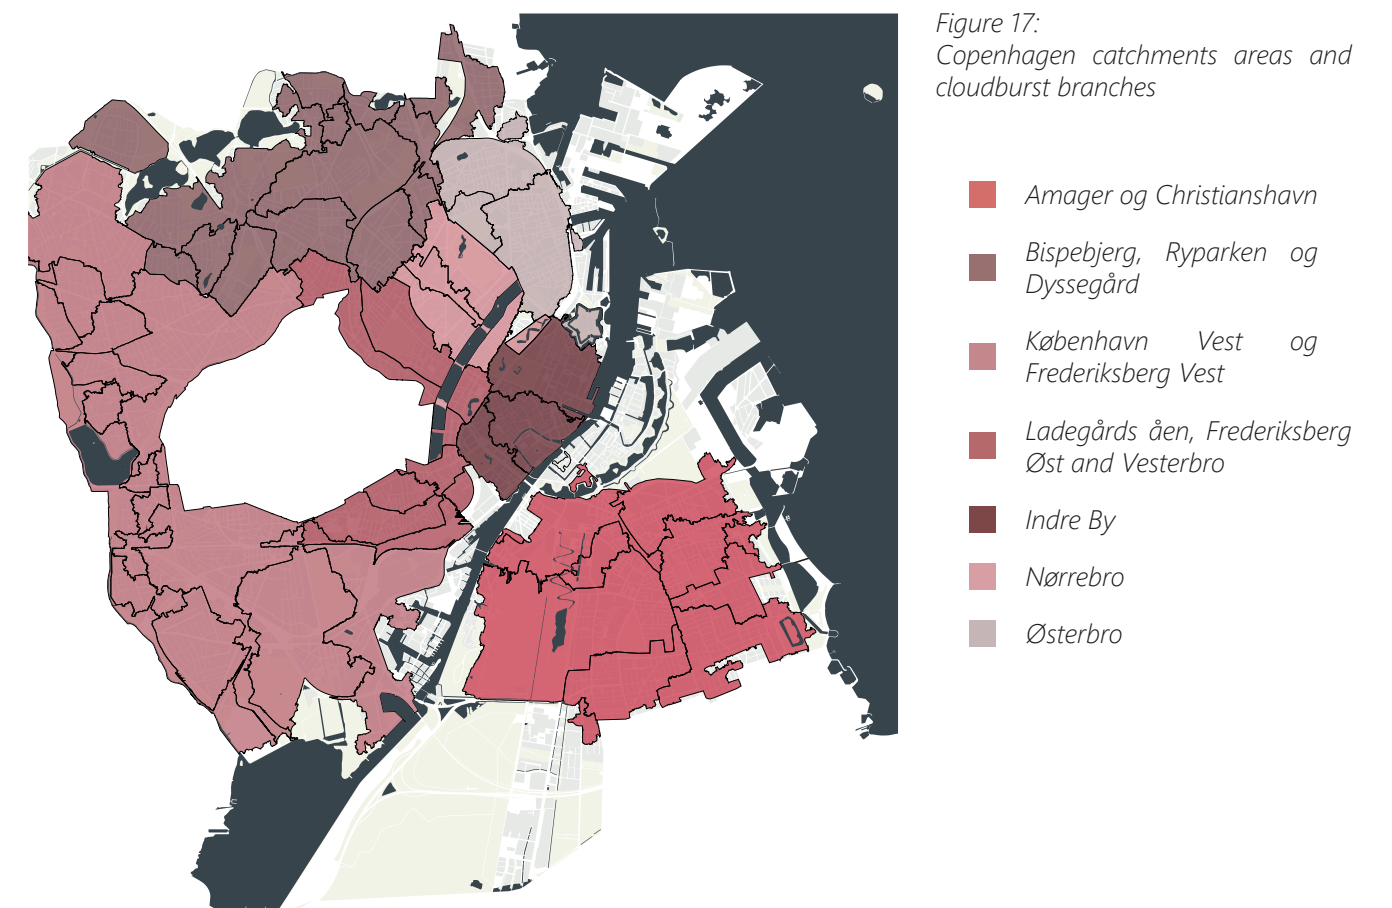 Figure 17:
Copenhagen catchments areas and
cloudburst branches
Amager og Christianshavn
Bispebjerg, Ryparken og
Dyssegård
København Vest og
Frederiksberg Vest
Ladegårds åen, Frederiksberg
Øst and Vesterbro
Indre By
Nørrebro
Østerbro